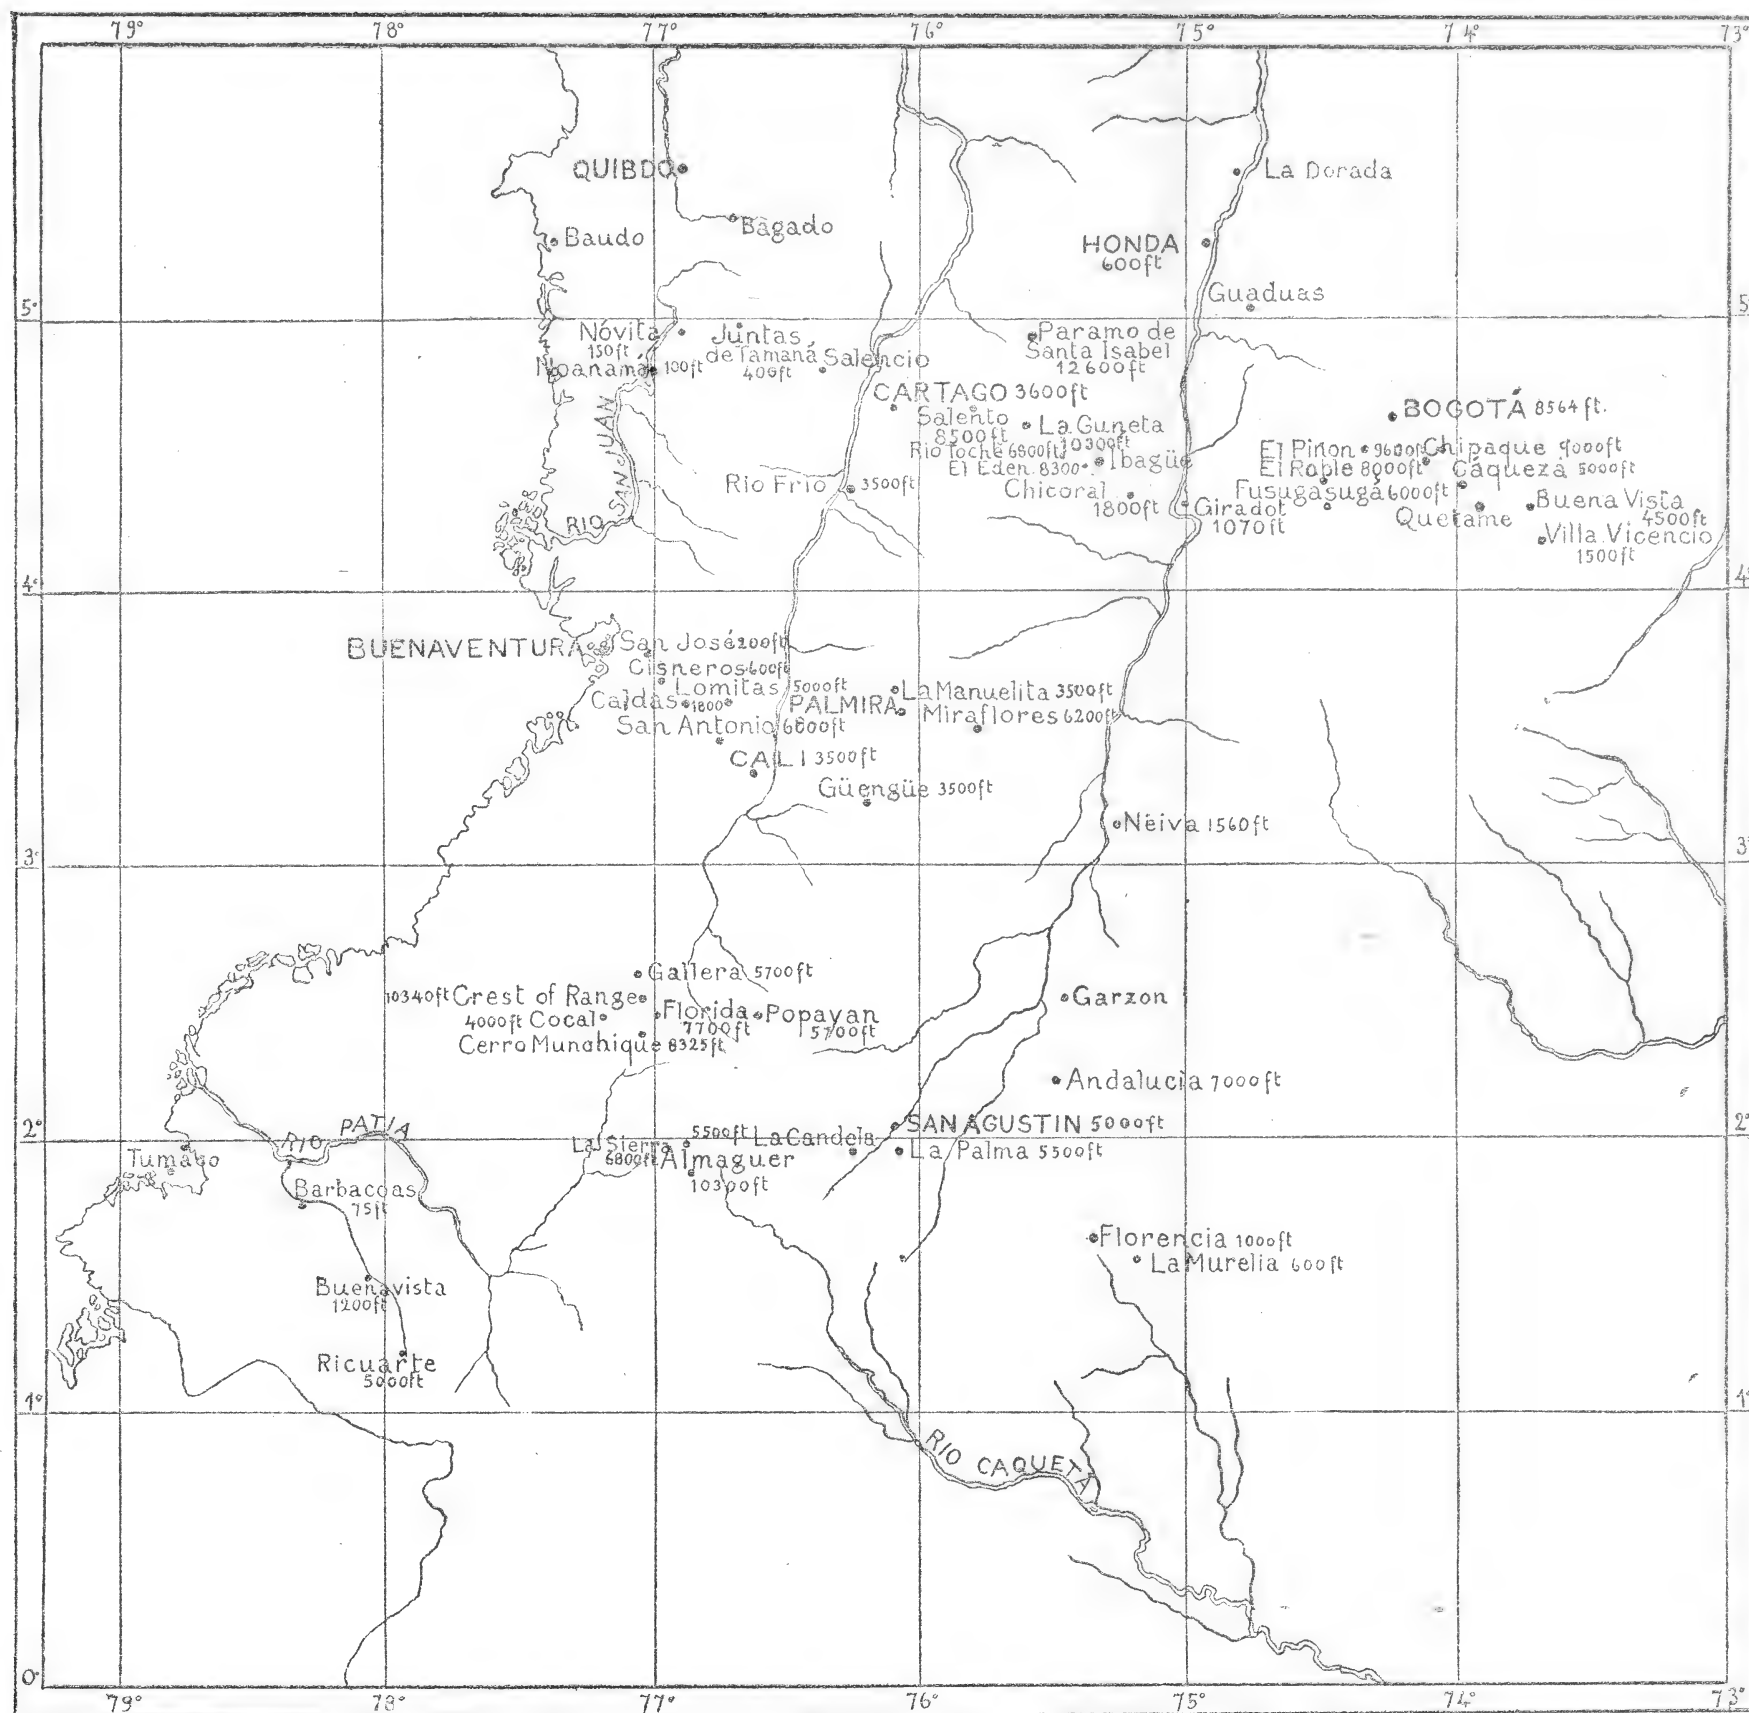 79° 78° 77° 76° 75° 74° 73°
QUIBDO
La Dorada
Bagado
Baudo
HONDA
600ft
Guaduas
5° 5°
Nóvita
150ft
Juntas
de Tamaná
400ft
Salencio
Paramo de
Santa Isabel
12600ft
Noanamá 100ft
CARTAGO 3600ft
BOGOTÁ 8564 ft.
Salento
8500ft
La Guneta
10300ft
Rio Toche 6800ft
El Eden 8300
Ibagüe
El Piñon 9600ft
Chipaque 9000ft
El Roble 8000ft
Cáqueza 5000ft
Rio Frio 3500ft
Chicoral
1800ft
Giradot
1070ft
Fusugasugá 6000ft
Quetame
Buena Vista
4500ft
Villa Vicencio
1500ft
RIO SAN JUAN
4° 4°
BUENAVENTURA
San José 200ft
Cisneros 600ft
Lomitas 5000ft
Caldas 1800
La Manuelita 3500ft
PALMIRA
Miraflores 6200ft
San Antonio 6800ft
CALI 3500ft
Güengüe 3500ft
Neiva 1560ft
3° 3°
Gallera 5700ft
10340ft Crest of Range
Garzon
4000ft Cocal
Florida
7700ft
Popayan
5700ft
Cerro Munchique 8325ft
Andalucia 7000ft
RIO PATIA
2° 2°
Tumaco
La Sierra
6800ft
5500ft La Candela
SAN AGUSTIN 5000ft
La Palma 5500ft
Almaguer
10300ft
Barbacoas
75ft
Florencia 1000ft
La Murelia 600ft
Buenavista
1200ft
Ricuarte
5000ft
1° 1°
RIO CAQUETÁ
0°
79° 78° 77° 76° 75° 74° 73°